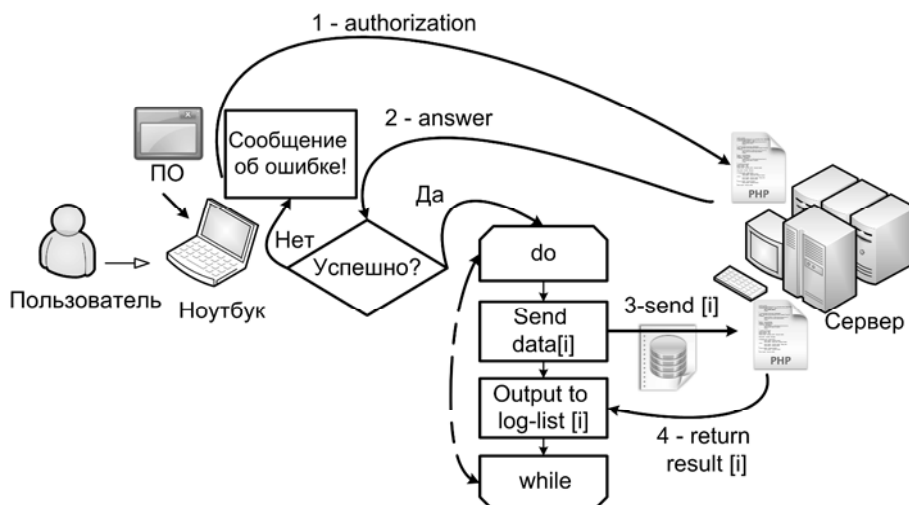 1 - authorization
2 - answer
Сообщение
об ошибке!
ПО
PHP
Да
Нет
Успешно?
do
Пользователь
Ноутбук
Send
data[i]
3-send [i]
Сервер
PHP
Output to
log-list [i]
4 - return
result [i]
while